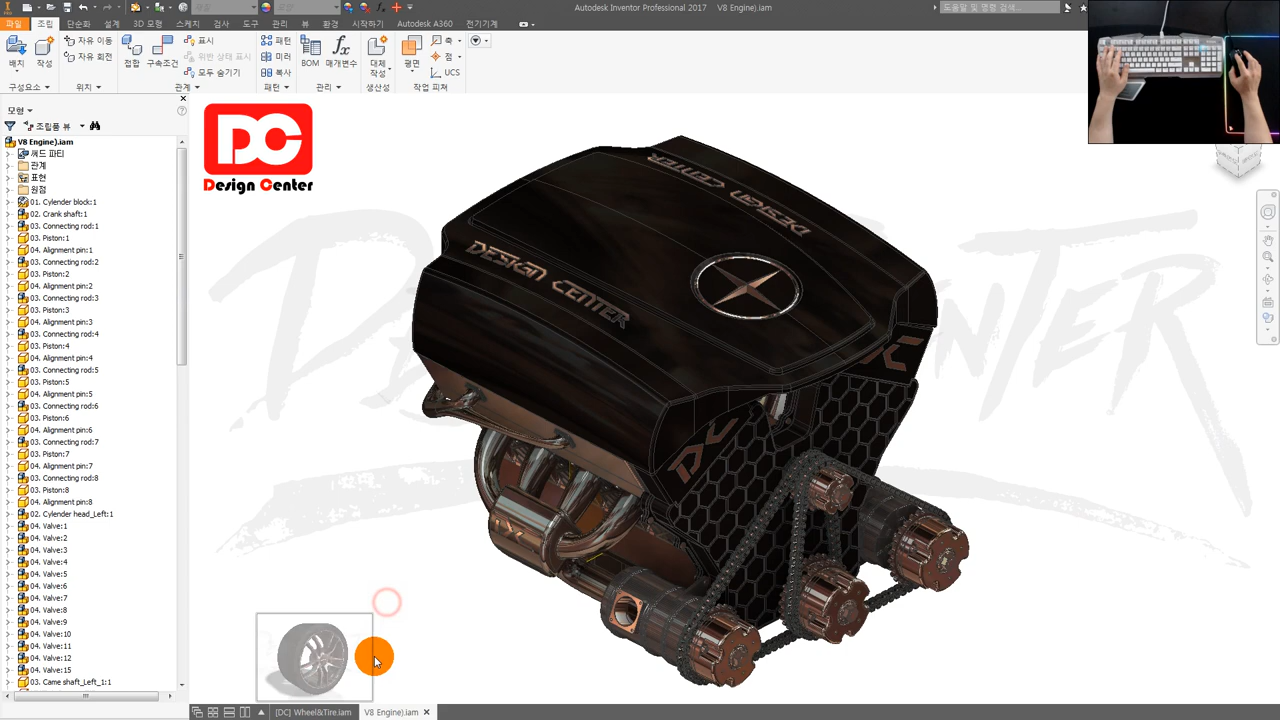 Autodesk Inventor Professional 2017 V8 Engine).iam
도움말 및 명령 검색...
파일 조립 단순화 설계 3D 모형 스케치 검사 도구 관리 뷰 환경 시작하기 Autodesk A360 전기기계
배치 작성 자동 이동 자동 회전 접합 구속조건 표시 위반 상태 표시 모두 숨기기 패턴 미러 복사 BOM 매개변수 대체 작성 평면 축 점 UCS
구성요소 위치 관계 패턴 관리 생산성 작업 피쳐
모형
조립품 뷰
V8 Engine).iam
써드 파티
관계
표현
원점
01. Cylender block:1
02. Crank shaft:1
03. Connecting rod:1
03. Piston:1
04. Alignment pin:1
03. Connecting rod:2
03. Piston:2
04. Alignment pin:2
03. Connecting rod:3
03. Piston:3
04. Alignment pin:3
03. Connecting rod:4
03. Piston:4
04. Alignment pin:4
03. Connecting rod:5
03. Piston:5
04. Alignment pin:5
03. Connecting rod:6
03. Piston:6
04. Alignment pin:6
03. Connecting rod:7
03. Piston:7
04. Alignment pin:7
03. Connecting rod:8
03. Piston:8
04. Alignment pin:8
02. Cylender head_Left:1
04. Valve:1
04. Valve:2
04. Valve:3
04. Valve:4
04. Valve:5
04. Valve:6
04. Valve:7
04. Valve:8
04. Valve:9
04. Valve:10
04. Valve:11
04. Valve:12
04. Valve:15
03. Came shaft_Left_1:1
DC
Design Center
DESIGN CENTER
DESIGN CENTER
DESIGN CENTER
DC
DC
[DC] Wheel&Tire.iam V8 Engine).iam